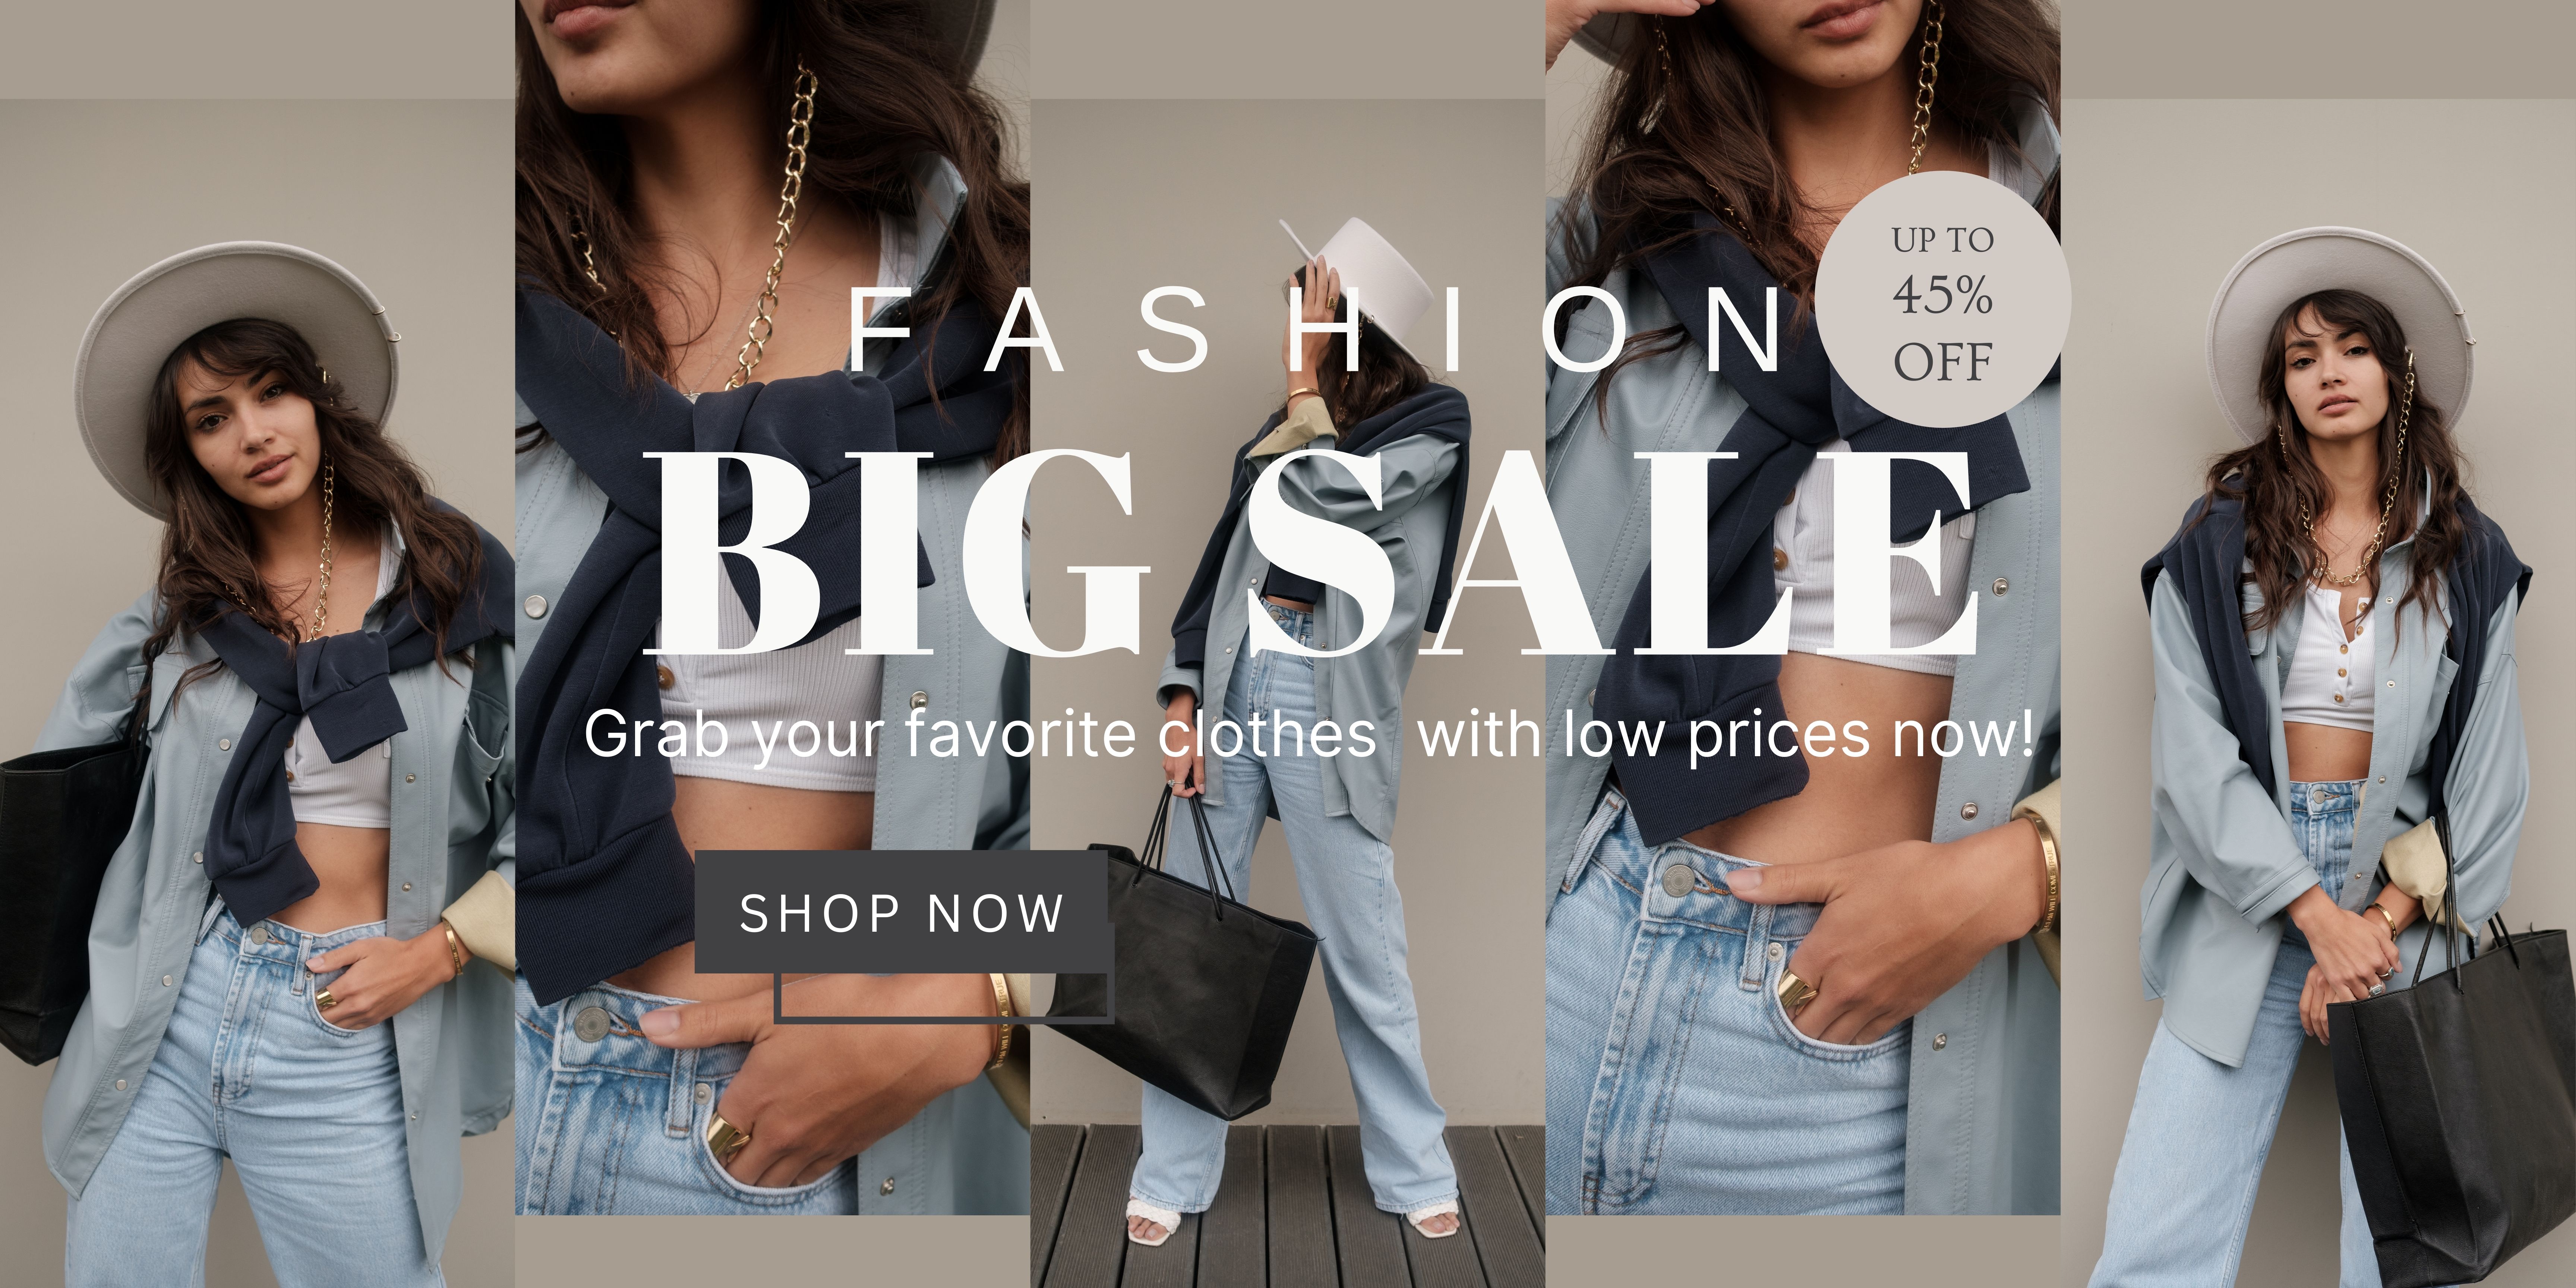 UP TO
45%
OFF
FASHION
BIG SALE
Grab your favorite clothes  with low prices now!
SHOP NOW